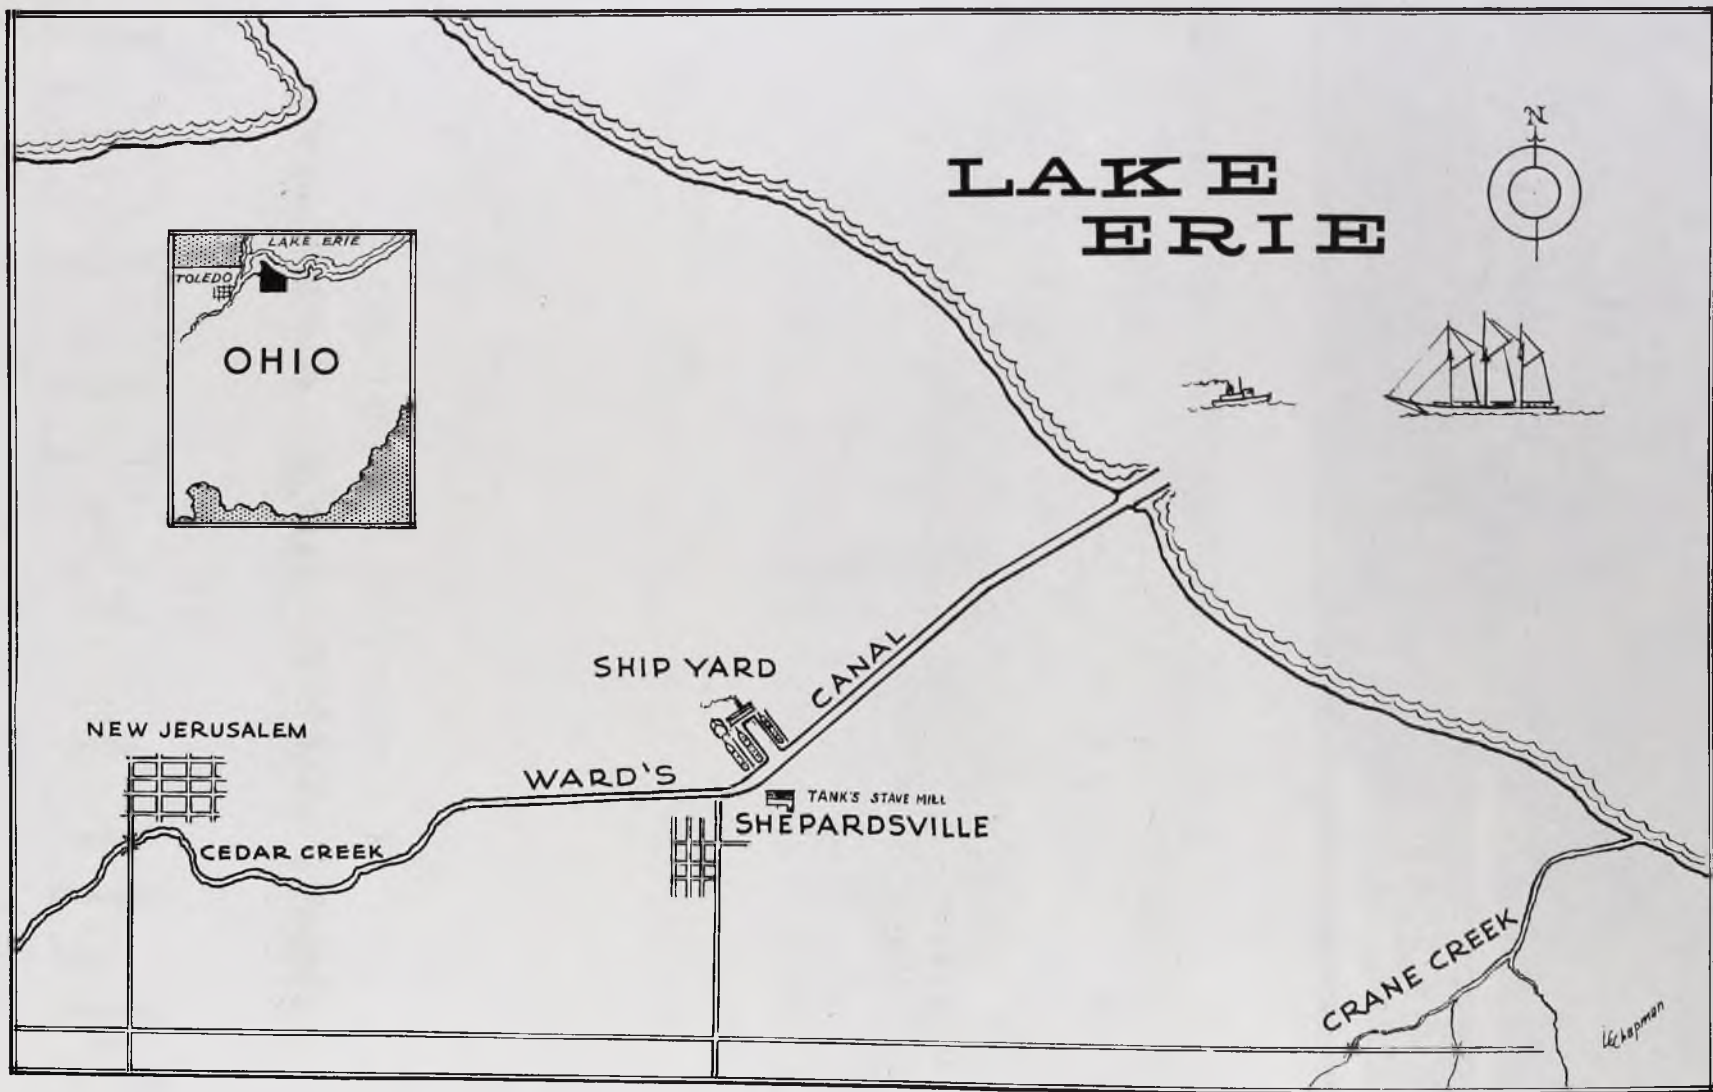 LAKE
ERIE
N
LAKE ERIE
TOLEDO
OHIO
SHIP YARD
CANAL
NEW JERUSALEM
WARD'S
TANK'S STAVE MILL
SHEPARDSVILLE
CEDAR CREEK
CRANE CREEK
Chapman